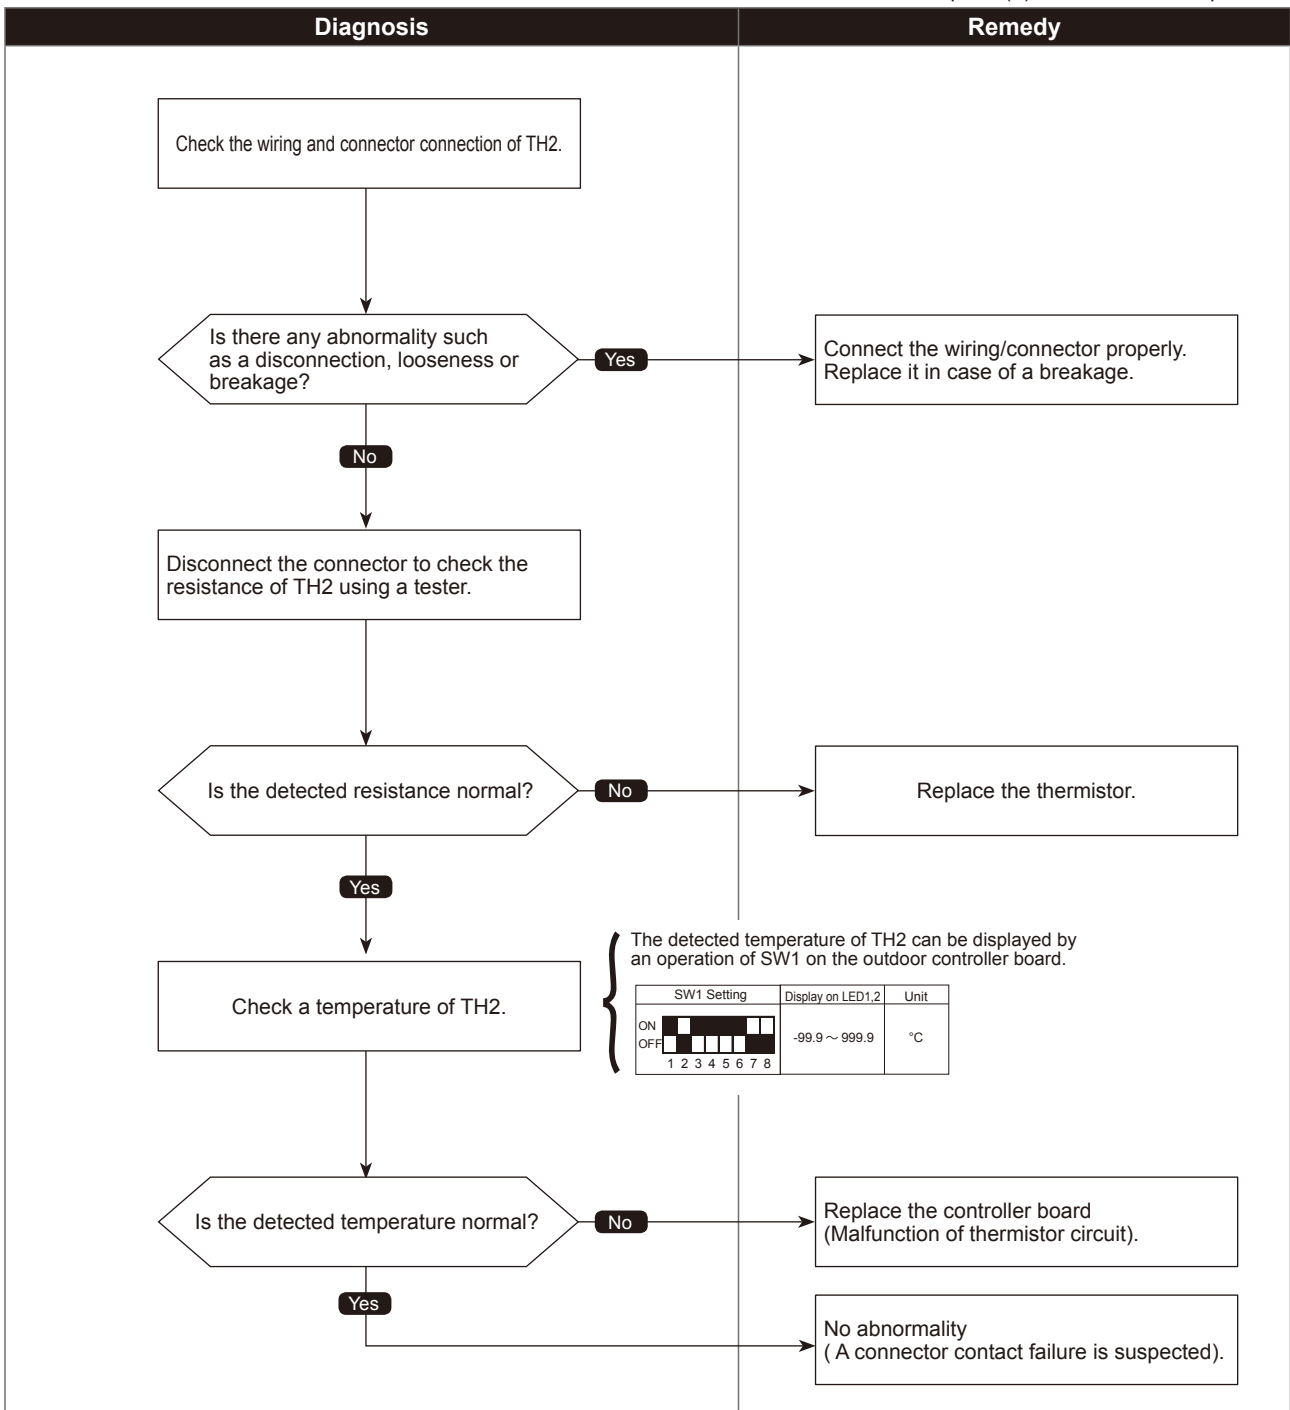 Diagnosis
Remedy
Check the wiring and connector connection of TH2.
Is there any abnormality such
as a disconnection, looseness or
breakage?
Yes
Connect the wiring/connector properly.
Replace it in case of a breakage.
No
Disconnect the connector to check the
resistance of TH2 using a tester.
Is the detected resistance normal?
No
Replace the thermistor.
Yes
Check a temperature of TH2.
The detected temperature of TH2 can be displayed by
an operation of SW1 on the outdoor controller board.
SW1 Setting
Display on LED1,2
Unit
ON
OFF
1 2 3 4 5 6 7 8
-99.9～999.9
°C
Is the detected temperature normal?
No
Replace the controller board
(Malfunction of thermistor circuit).
Yes
No abnormality
( A connector contact failure is suspected).